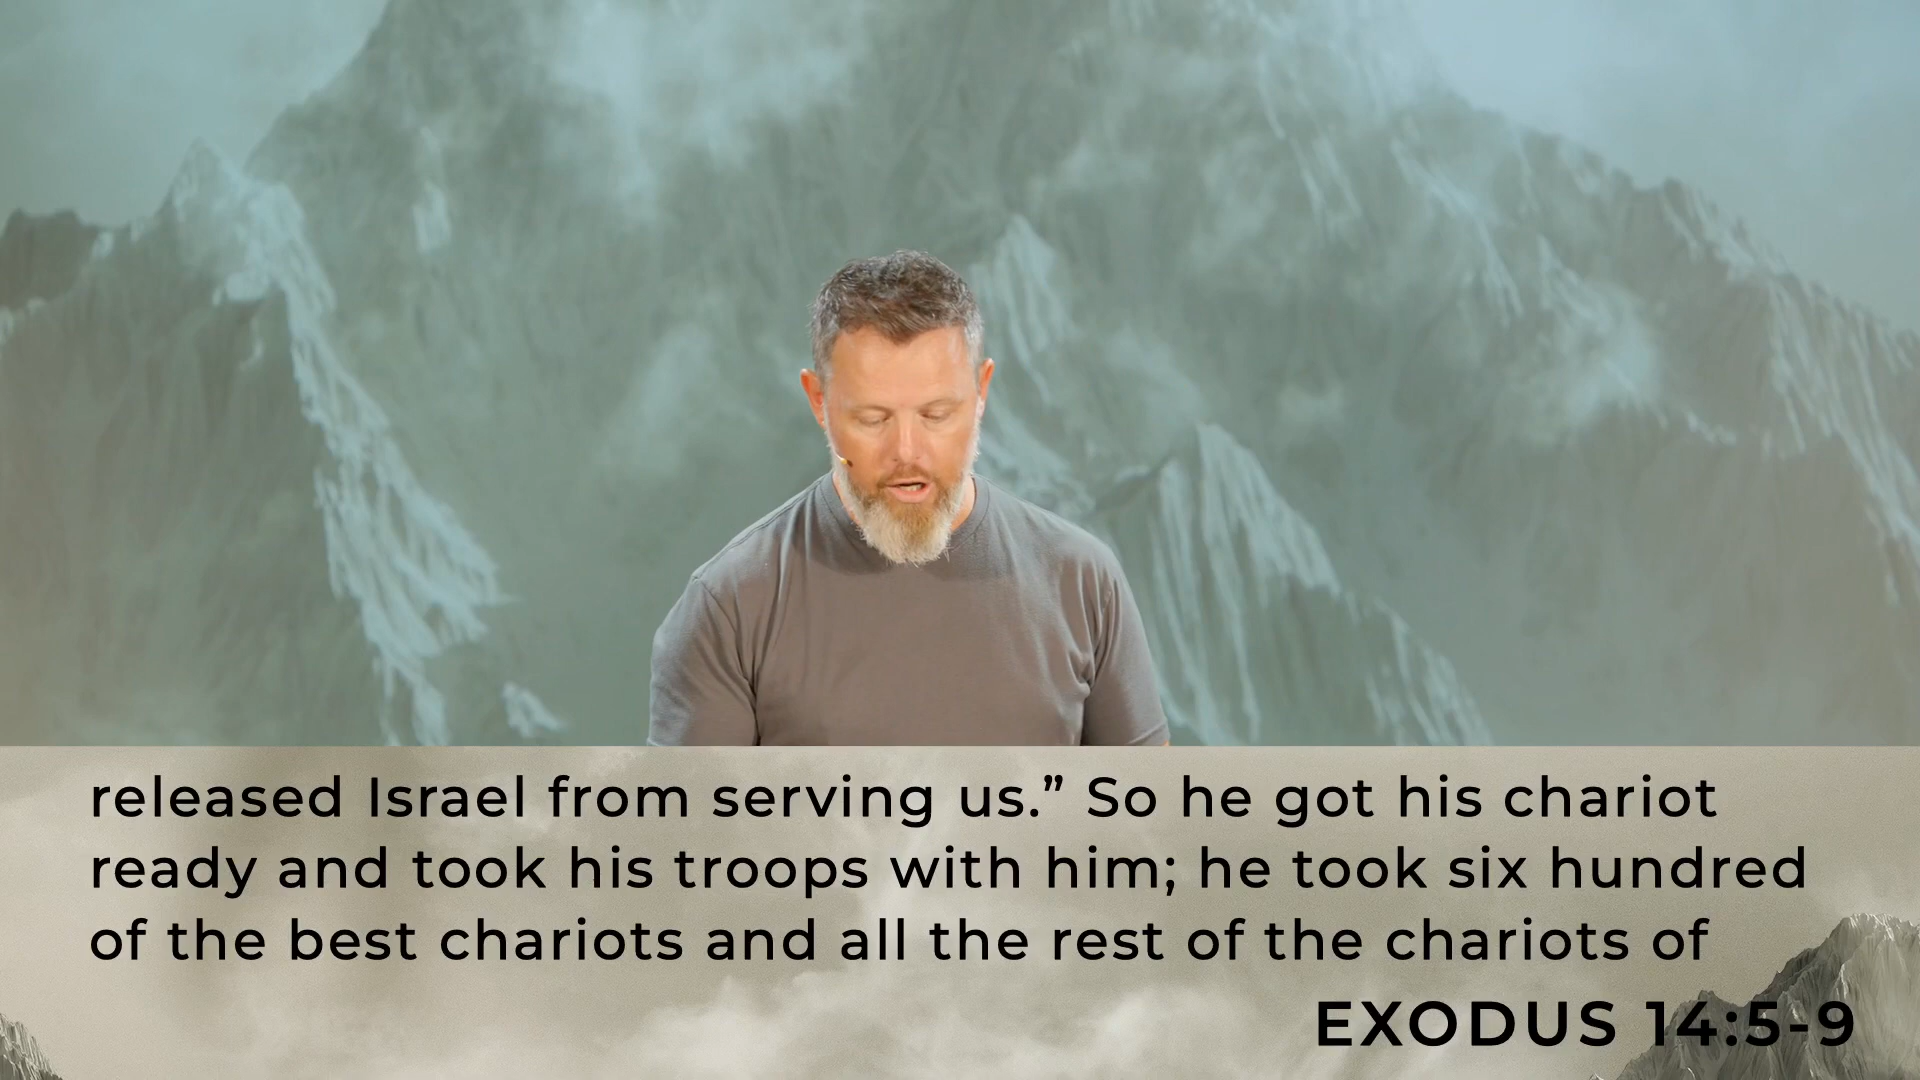 released Israel from serving us.” So he got his chariot
ready and took his troops with him; he took six hundred
of the best chariots and all the rest of the chariots of
EXODUS 14:5-9